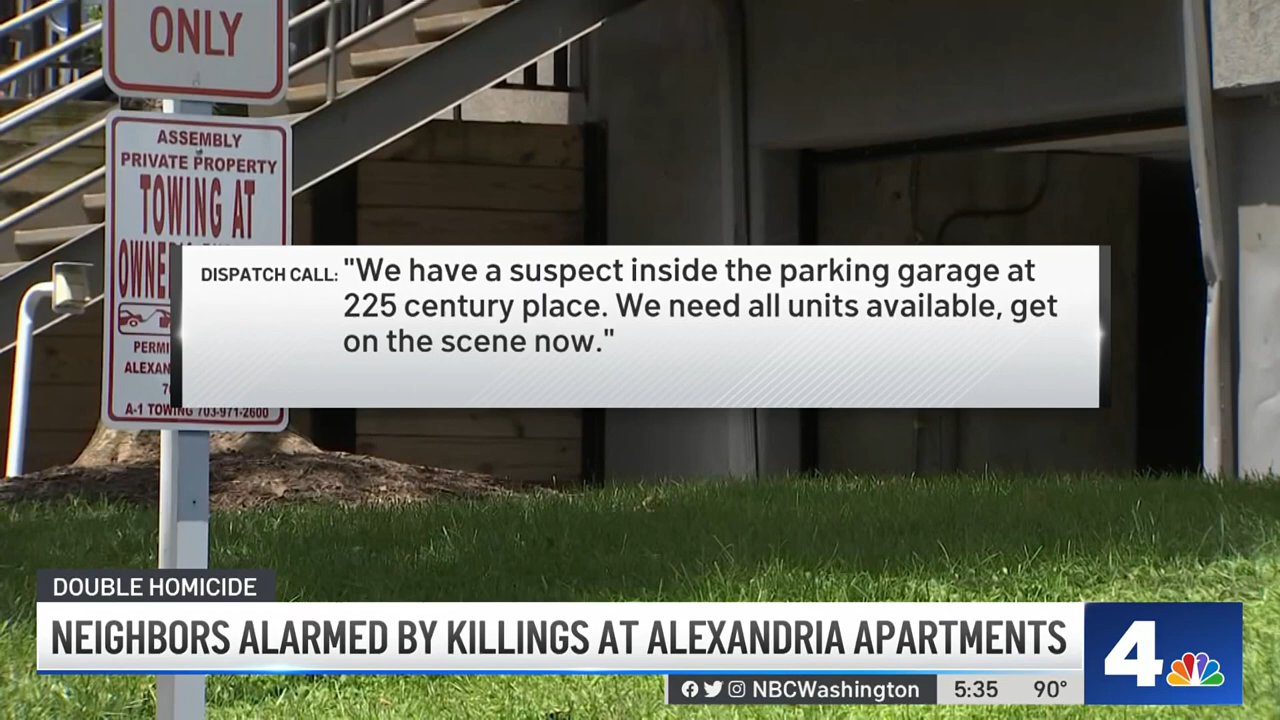 ONLY
ASSEMBLY
PRIVATE PROPERTY
TOWING AT
OWNE
PERMI
ALEXAN
A-1 TOWING 703-971-2600
DISPATCH CALL: "We have a suspect inside the parking garage at
225 century place. We need all units available, get
on the scene now."
DOUBLE HOMICIDE
NEIGHBORS ALARMED BY KILLINGS AT ALEXANDRIA APARTMENTS
4
NBCWashington 5:35 90°